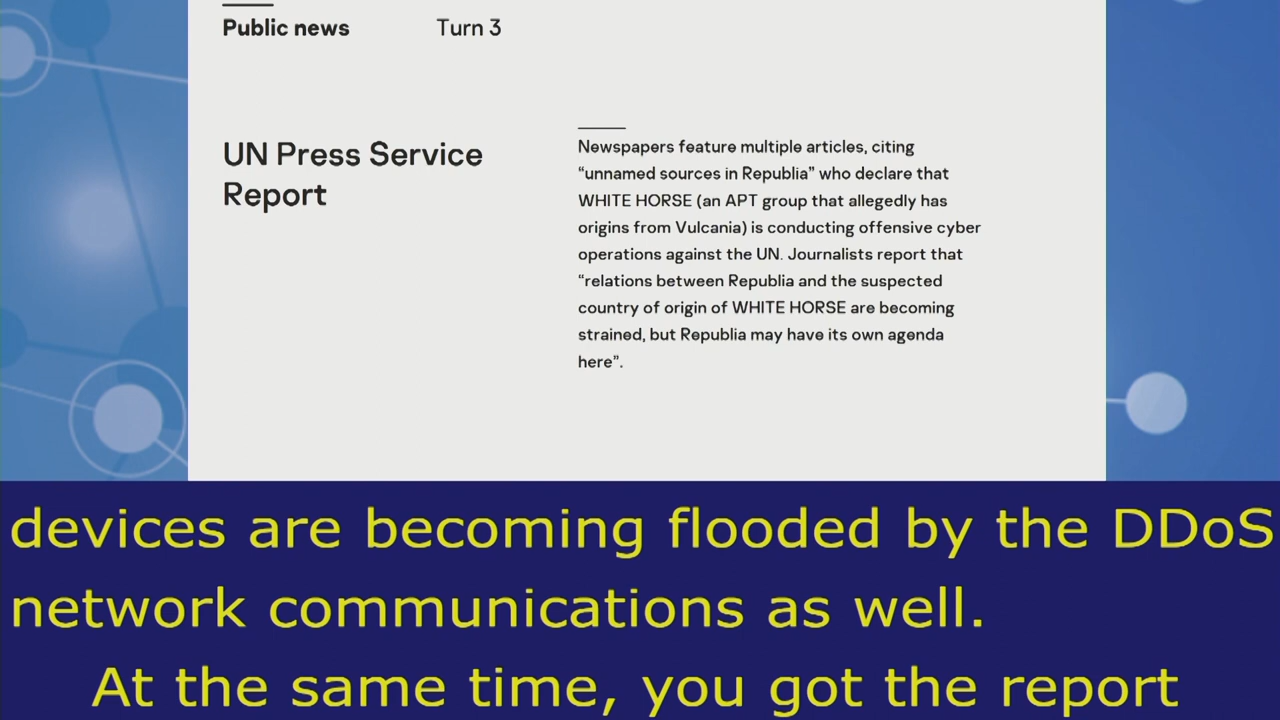 Public news
Turn 3
UN Press Service
Report
Newspapers feature multiple articles, citing
“unnamed sources in Republia” who declare that
WHITE HORSE (an APT group that allegedly has
origins from Vulcania) is conducting offensive cyber
operations against the UN. Journalists report that
“relations between Republia and the suspected
country of origin of WHITE HORSE are becoming
strained, but Republia may have its own agenda
here”.
devices are becoming flooded by the DDoS
network communications as well.
At the same time, you got the report